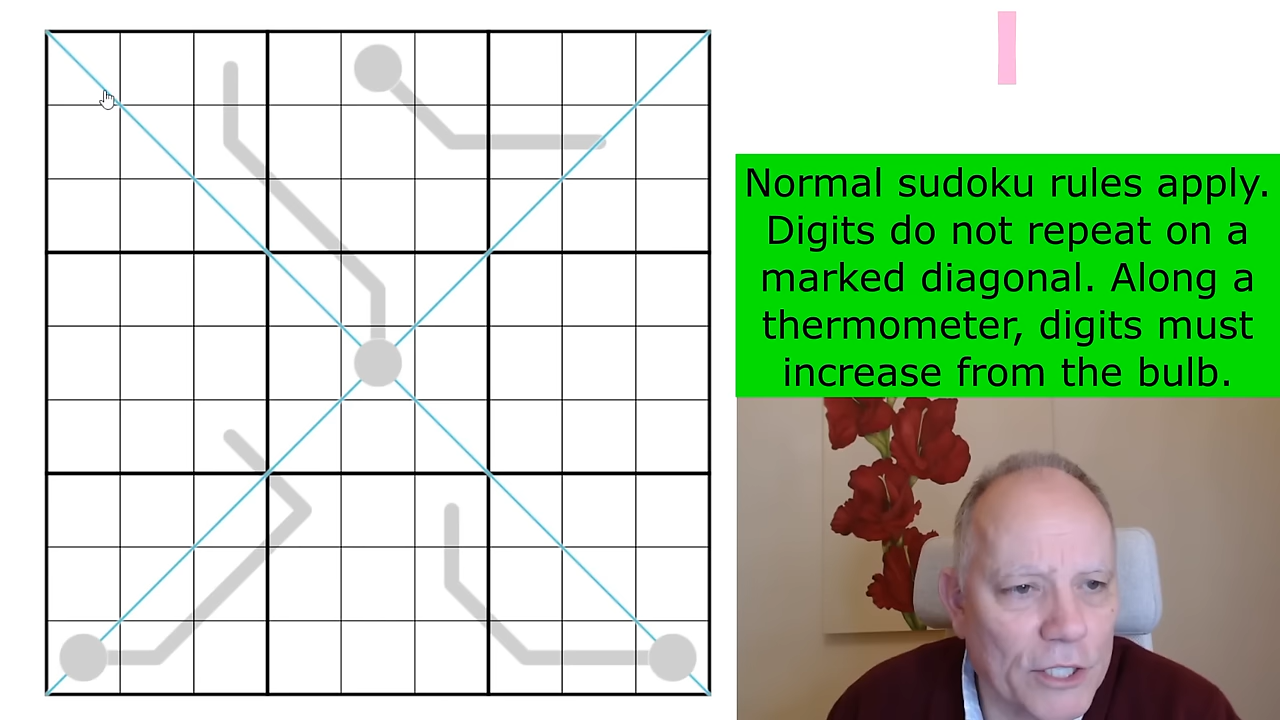 Normal sudoku rules apply.
Digits do not repeat on a
marked diagonal. Along a
thermometer, digits must
increase from the bulb.